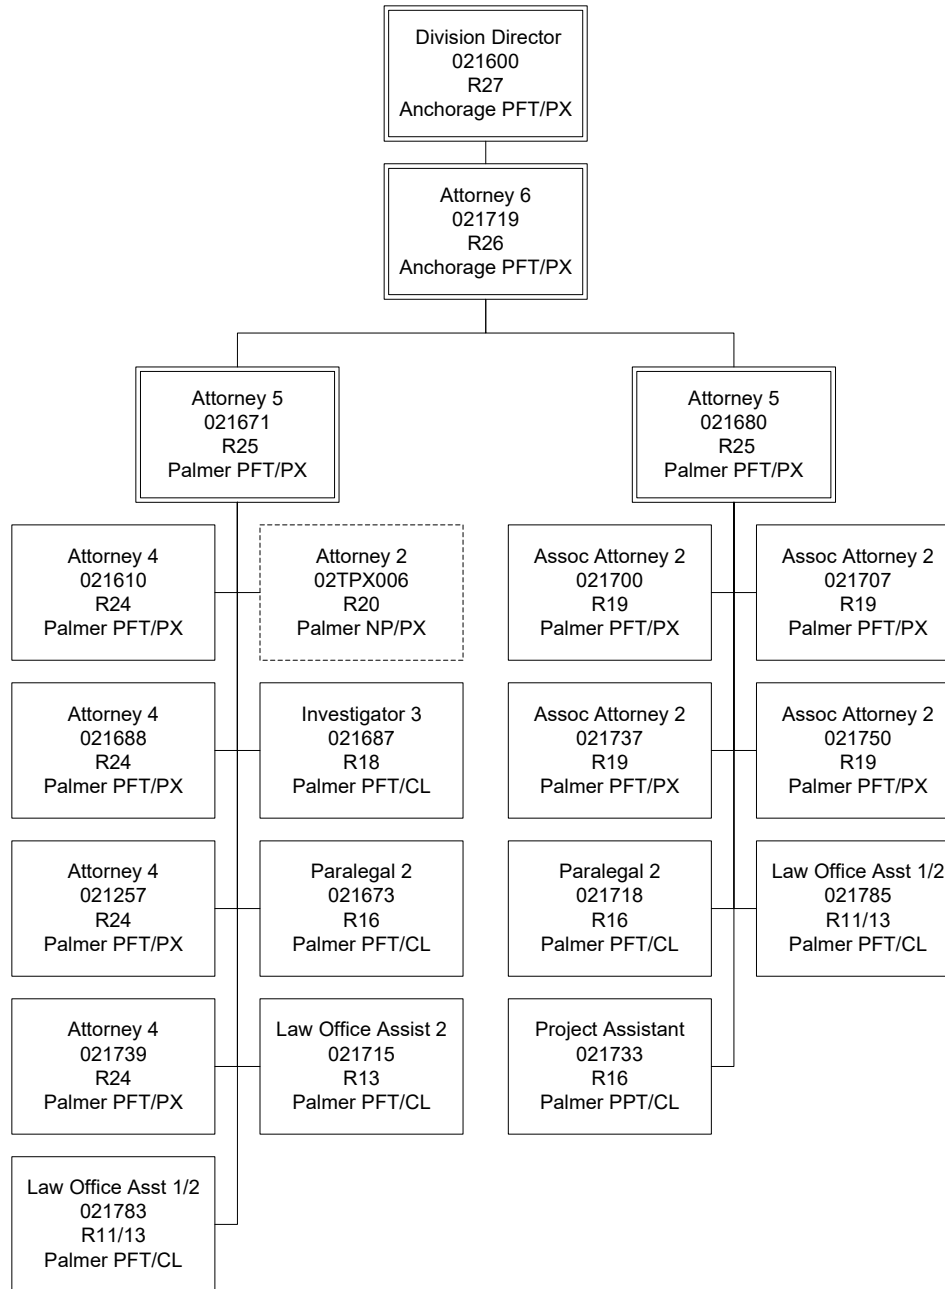 Division Director
021600
R27
Anchorage PFT/PX
Attorney 6
021719
R26
Anchorage PFT/PX
Attorney 5
021671
R25
Palmer PFT/PX
Attorney 5
021680
R25
Palmer PFT/PX
Attorney 4
021610
R24
Palmer PFT/PX
Attorney 2
02TPX006
R20
Palmer NP/PX
Assoc Attorney 2
021700
R19
Palmer PFT/PX
Assoc Attorney 2
021707
R19
Palmer PFT/PX
Attorney 4
021688
R24
Palmer PFT/PX
Investigator 3
021687
R18
Palmer PFT/CL
Assoc Attorney 2
021737
R19
Palmer PFT/PX
Assoc Attorney 2
021750
R19
Palmer PFT/PX
Attorney 4
021257
R24
Palmer PFT/PX
Paralegal 2
021673
R16
Palmer PFT/CL
Paralegal 2
021718
R16
Palmer PFT/CL
Law Office Asst 1/2
021785
R11/13
Palmer PFT/CL
Attorney 4
021739
R24
Palmer PFT/PX
Law Office Assist 2
021715
R13
Palmer PFT/CL
Project Assistant
021733
R16
Palmer PPT/CL
Law Office Asst 1/2
021783
R11/13
Palmer PFT/CL